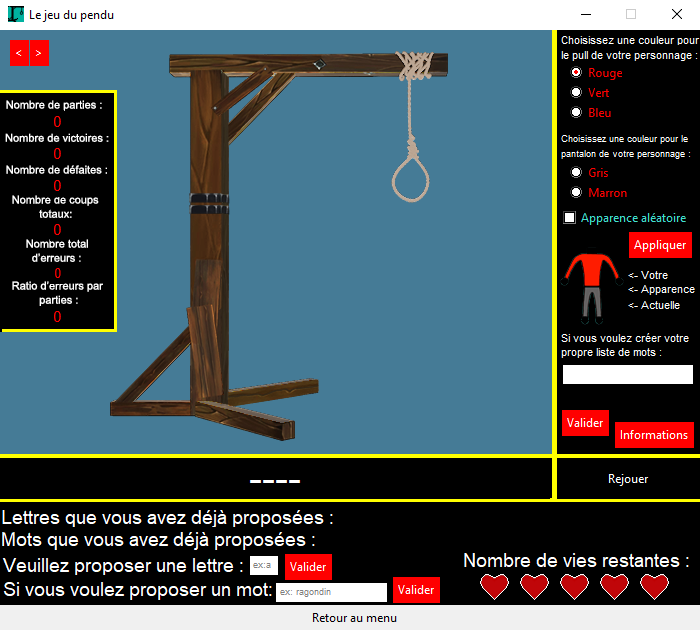 Le jeu du pendu
< >
Nombre de parties :
0
Nombre de victoires :
0
Nombre de défaites :
0
Nombre de coups
totaux:
0
Nombre total
d'erreurs :
0
Ratio d'erreurs par
parties :
0
Choisissez une couleur pour
le pull de votre personnage :
Rouge
Vert
Bleu
Choisissez une couleur pour le
pantalon de votre personnage :
Gris
Marron
Apparence aléatoire
Appliquer
<- Votre
<- Apparence
<- Actuelle
Si vous voulez créer votre
propre liste de mots :
Valider
Informations
_ _ _ _
Rejouer
Lettres que vous avez déjà proposées :
Mots que vous avez déjà proposées :
Veuillez proposer une lettre : ex:a Valider
Si vous voulez proposer un mot: ex: ragondin Valider
Nombre de vies restantes :
Retour au menu